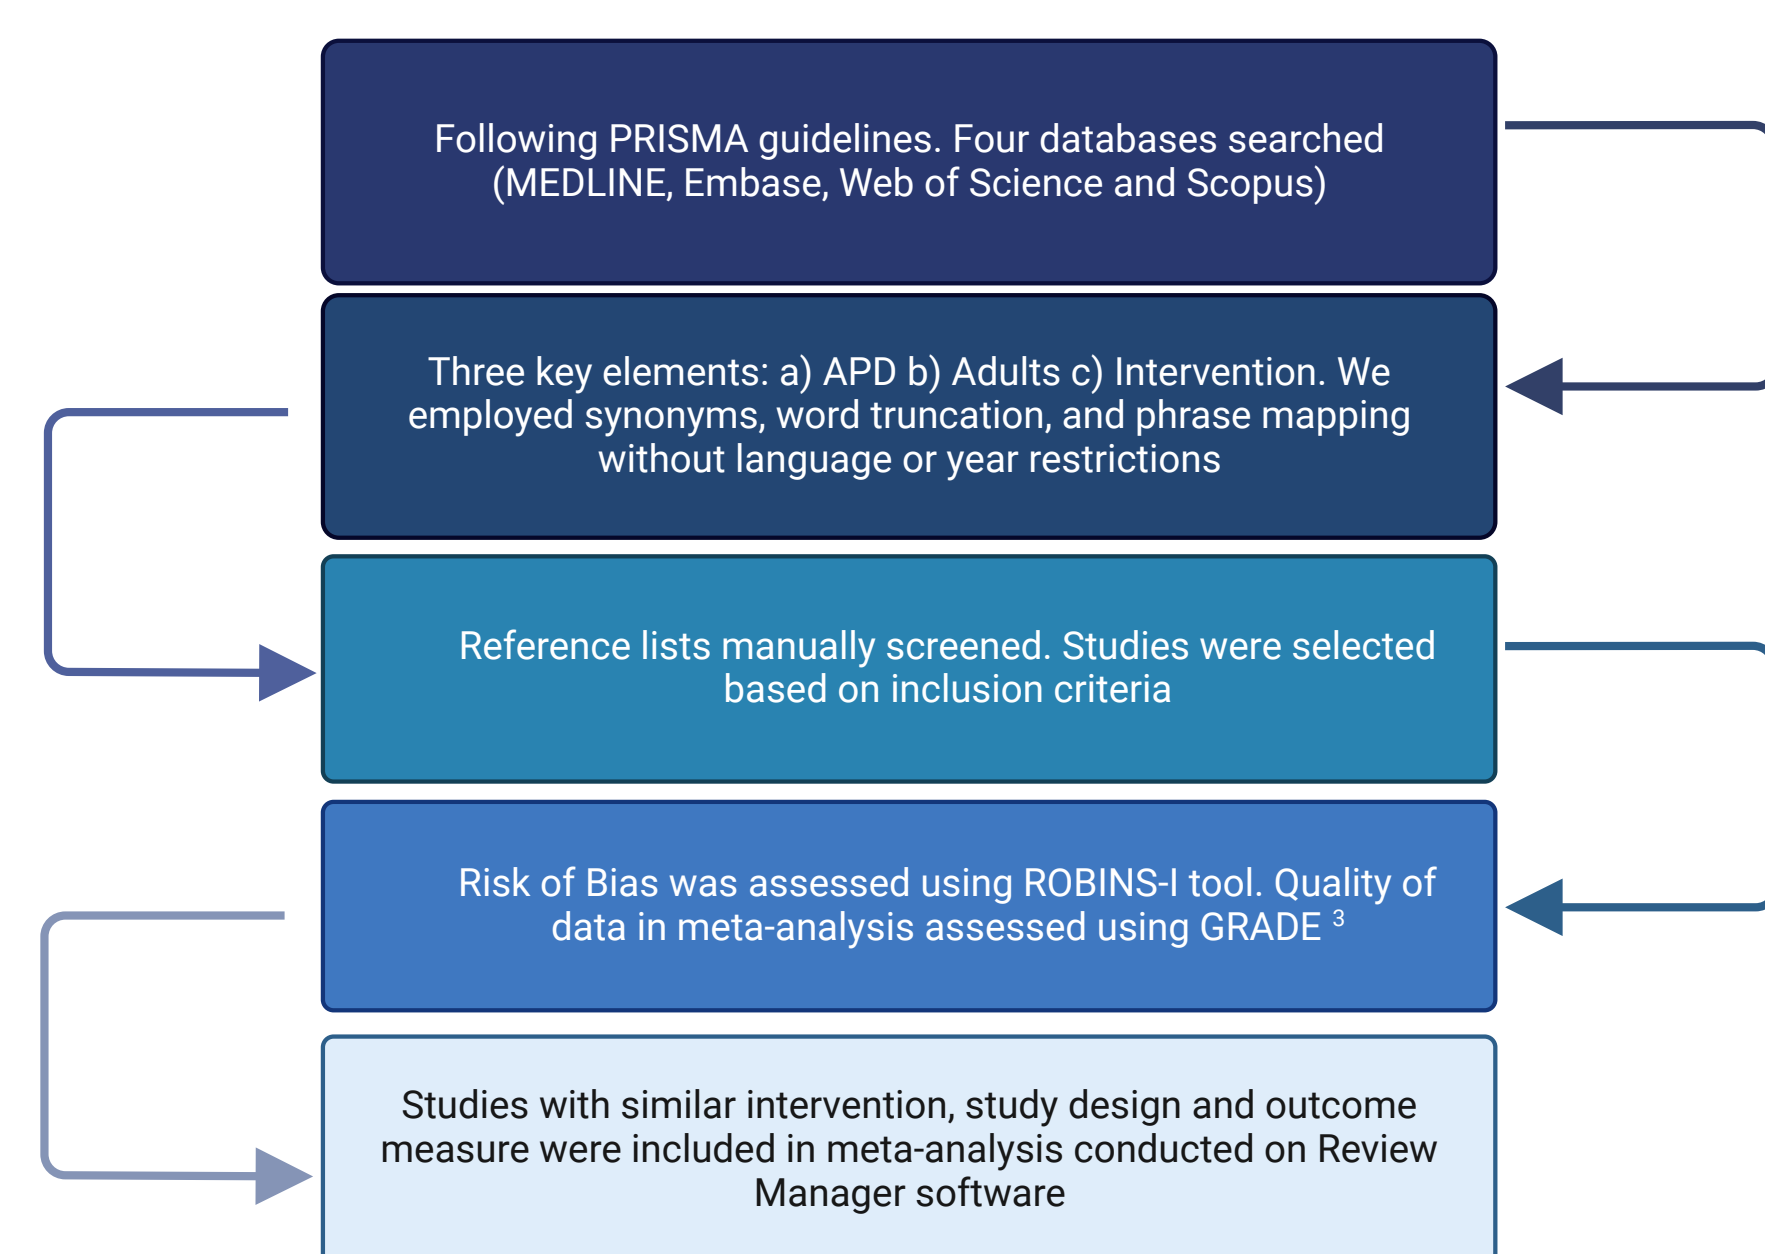 Following PRISMA guidelines. Four databases searched
(MEDLINE, Embase, Web of Science and Scopus)
Three key elements: a) APD b) Adults c) Intervention. We
employed synonyms, word truncation, and phrase mapping
without language or year restrictions
Reference lists manually screened. Studies were selected
based on inclusion criteria
Risk of Bias was assessed using ROBINS-I tool. Quality of
data in meta-analysis assessed using GRADE ³
Studies with similar intervention, study design and outcome
measure were included in meta-analysis conducted on Review
Manager software